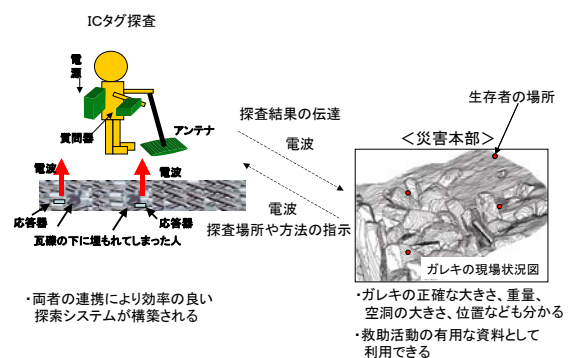 ICタグ探査
電源
質問器
アンテナ
電波
電波
応答器
応答器
瓦礫の下に埋もれてしまった人
探査結果の伝達
電波
電波
探査場所や方法の指示
生存者の場所
＜災害本部＞
ガレキの現場状況図
・両者の連携により効率の良い
探索システムが構築される
・ガレキの正確な大きさ、重量、
空洞の大きさ、位置なども分かる
・救助活動の有用な資料として
利用できる